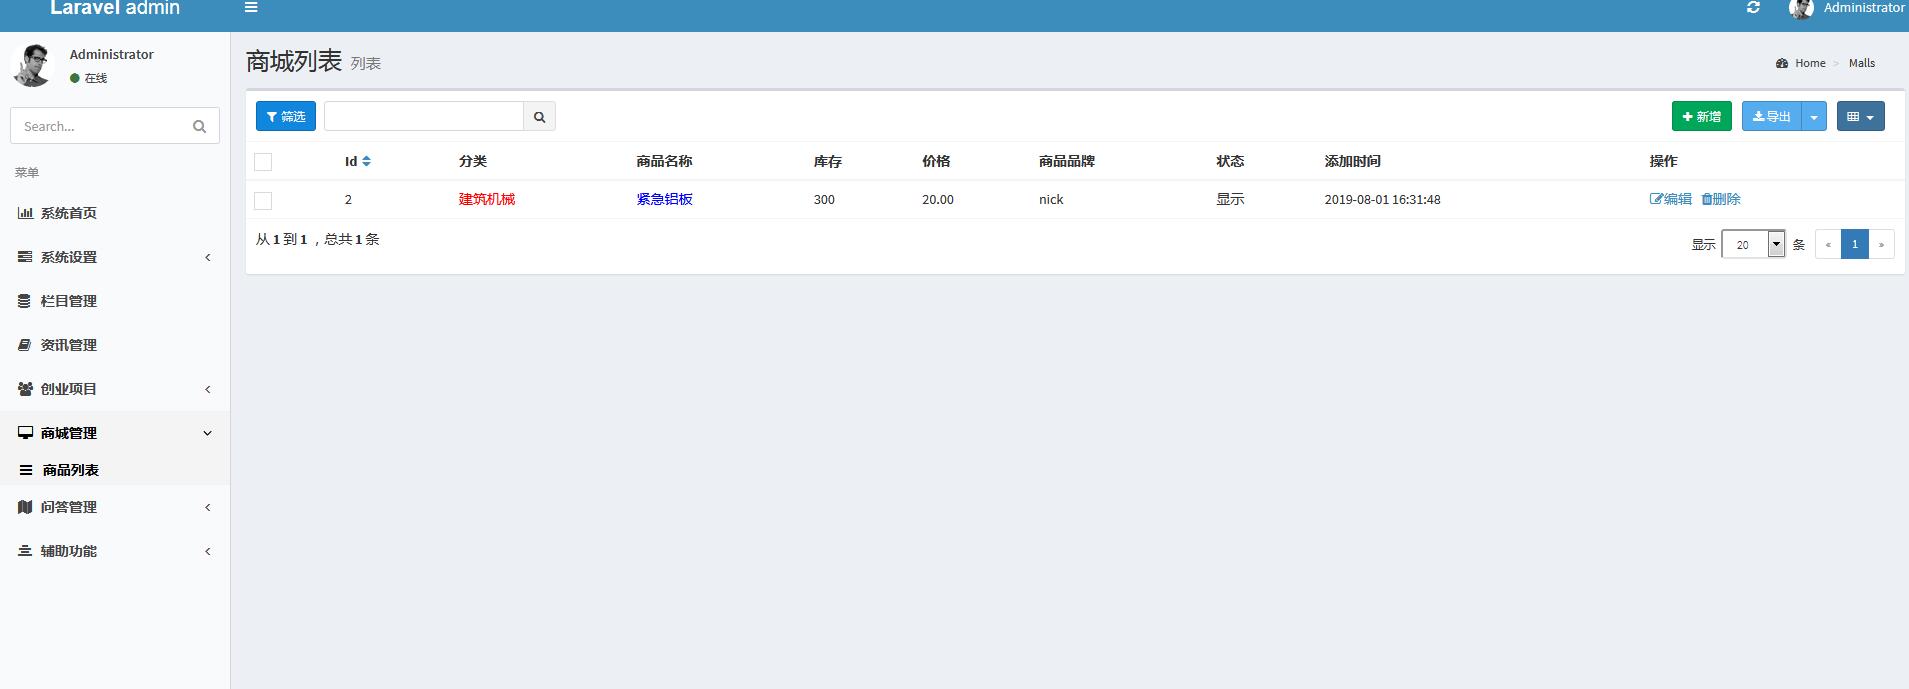 Laravel admin
Administrator
Administrator
在线
Search...
菜单
系统首页
系统设置
栏目管理
资讯管理
创业项目
商城管理
商品列表
问答管理
辅助功能
商城列表 列表
Home > Malls
筛选
新增 导出
Id 分类 商品名称 库存 价格 商品品牌 状态 添加时间 操作
2 建筑机械 紧急铝板 300 20.00 nick 显示 2019-08-01 16:31:48 编辑 删除
从 1 到 1 ，总共 1 条
显示 20 条 « 1 »